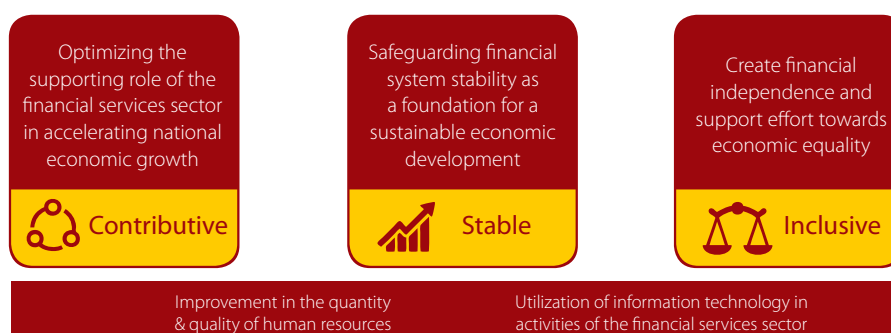 Optimizing the
supporting role of the
financial services sector
in accelerating national
economic growth
Contributive
Safeguarding financial
system stability as
a foundation for a
sustainable economic
development
Stable
Create financial
independence and
support effort towards
economic equality
Inclusive
Improvement in the quantity
& quality of human resources
Utilization of information technology in
activities of the financial services sector